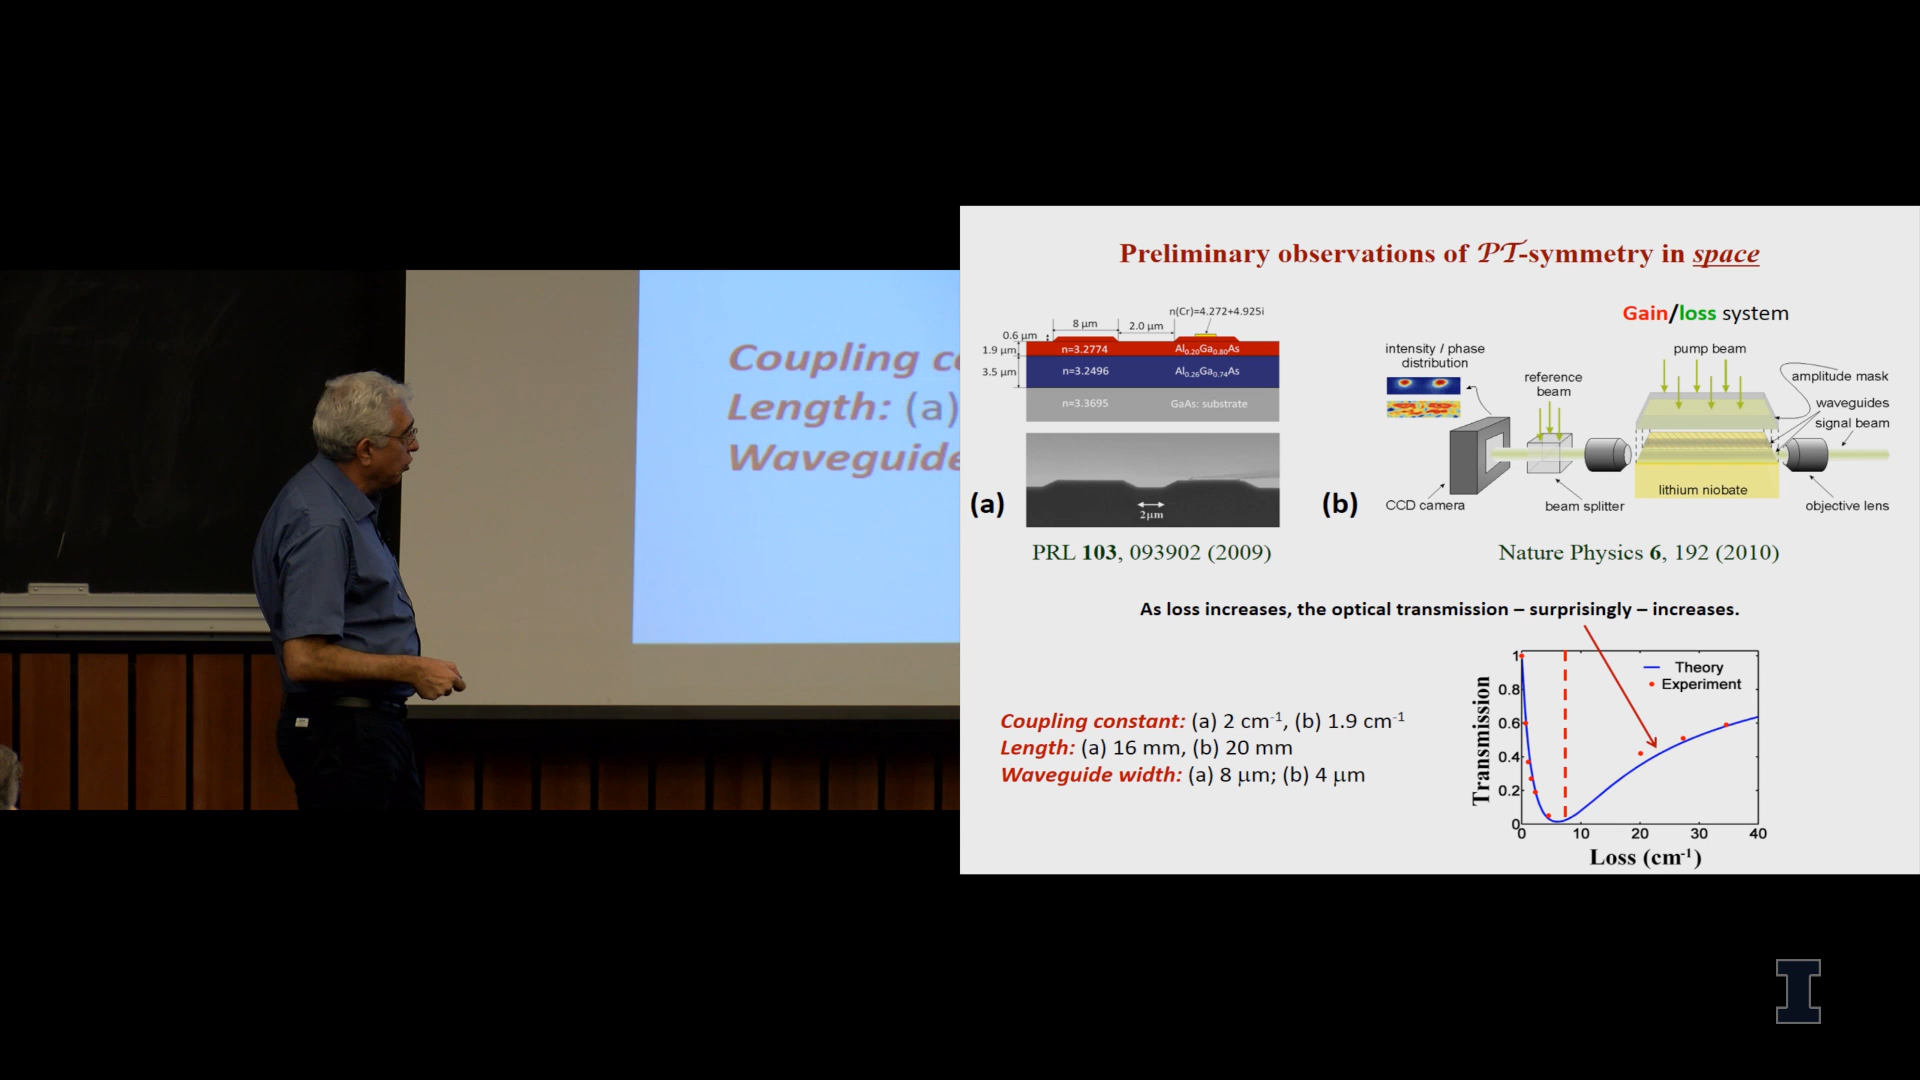 Coupling c
Length: (a)
Waveguide
Preliminary observations of 𝒫𝒯-symmetry in space
n(Cr)=4.272+4.925i
8 µm
2.0 µm
0.6 µm
1.9 µm
n=3.2774
Al0.20Ga0.80As
3.5 µm
n=3.2496
Al0.26Ga0.74As
n=3.3695
GaAs: substrate
2µm
(a)
PRL 103, 093902 (2009)
Gain/loss system
intensity / phase
distribution
reference
beam
pump beam
amplitude mask
waveguides
signal beam
lithium niobate
CCD camera
beam splitter
objective lens
(b)
Nature Physics 6, 192 (2010)
As loss increases, the optical transmission – surprisingly – increases.
Coupling constant: (a) 2 cm-1, (b) 1.9 cm-1
Length: (a) 16 mm, (b) 20 mm
Waveguide width: (a) 8 µm; (b) 4 µm
Transmission
1
0.8
0.6
0.4
0.2
0
Theory
Experiment
0 10 20 30 40
Loss (cm-1)
I